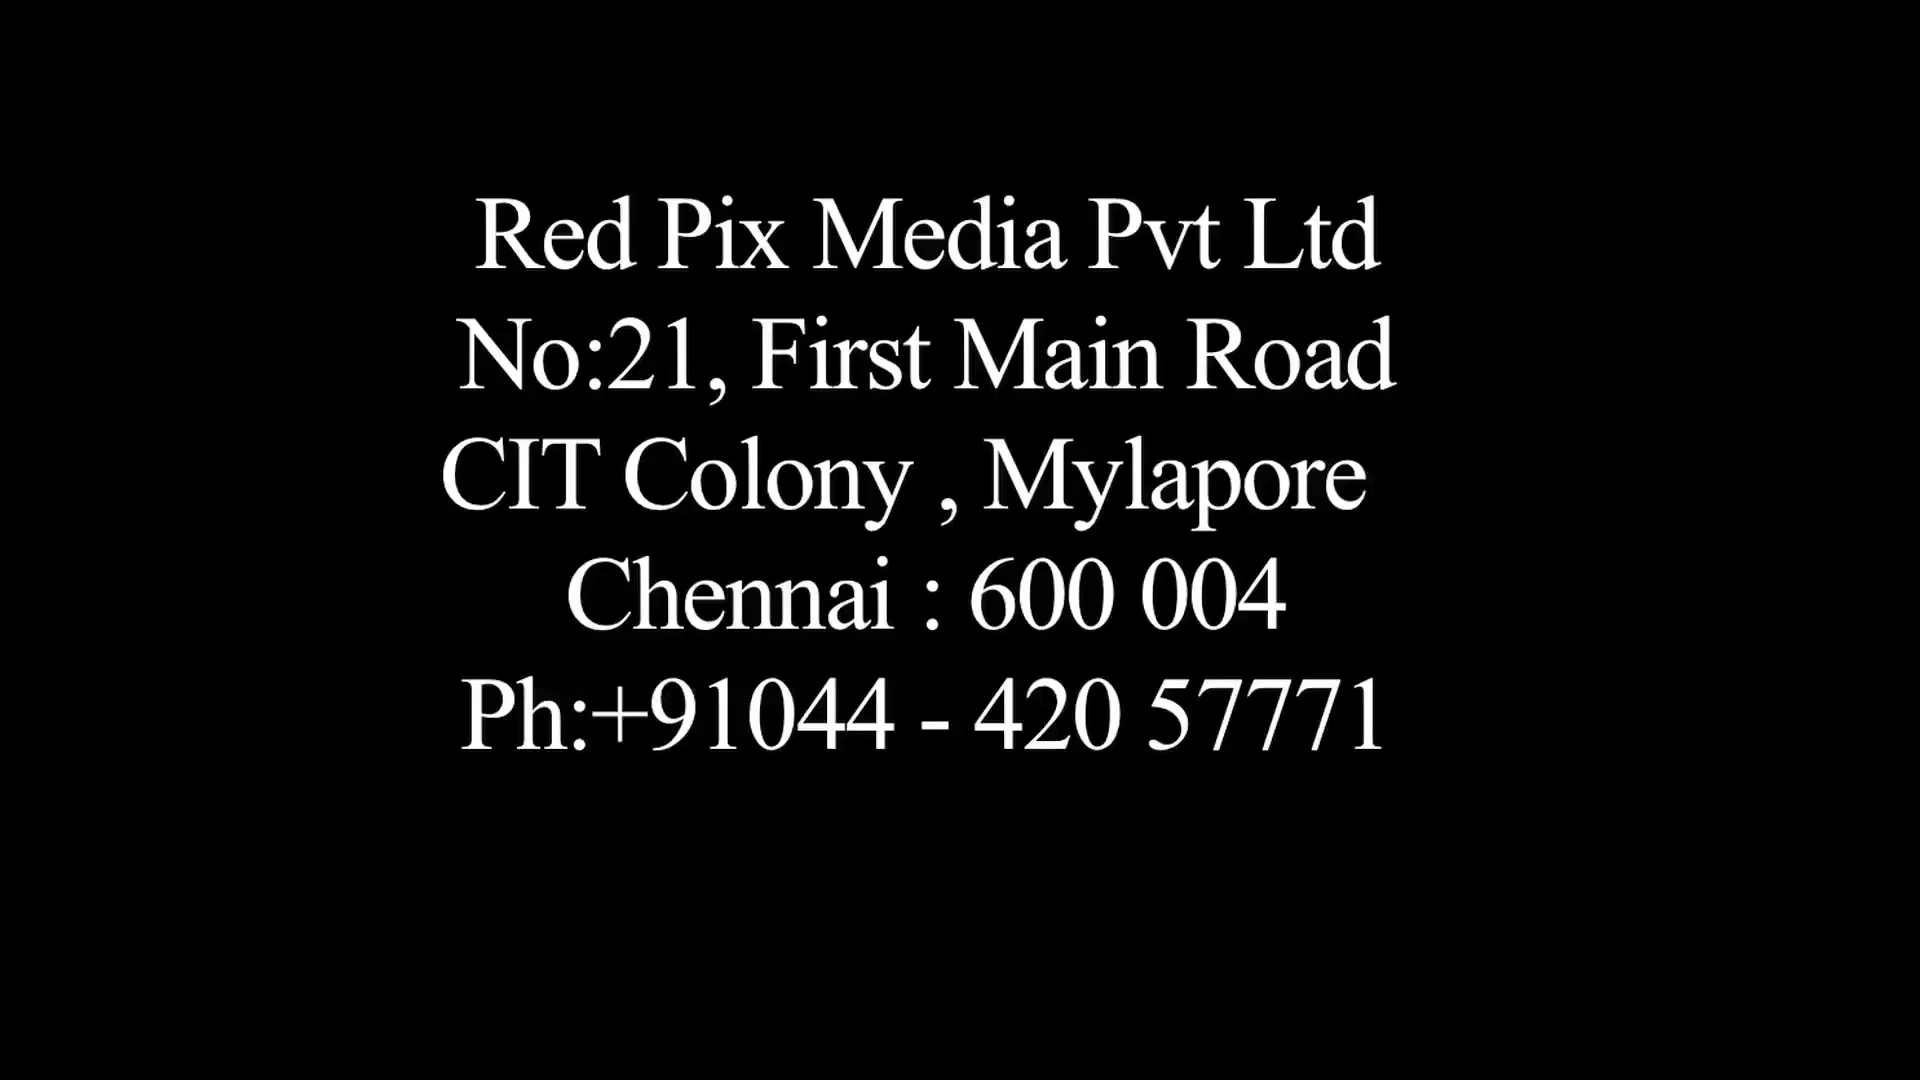 Red Pix Media Pvt Ltd
No:21, First Main Road
CIT Colony , Mylapore
Chennai : 600 004
Ph:+91044 - 420 57771